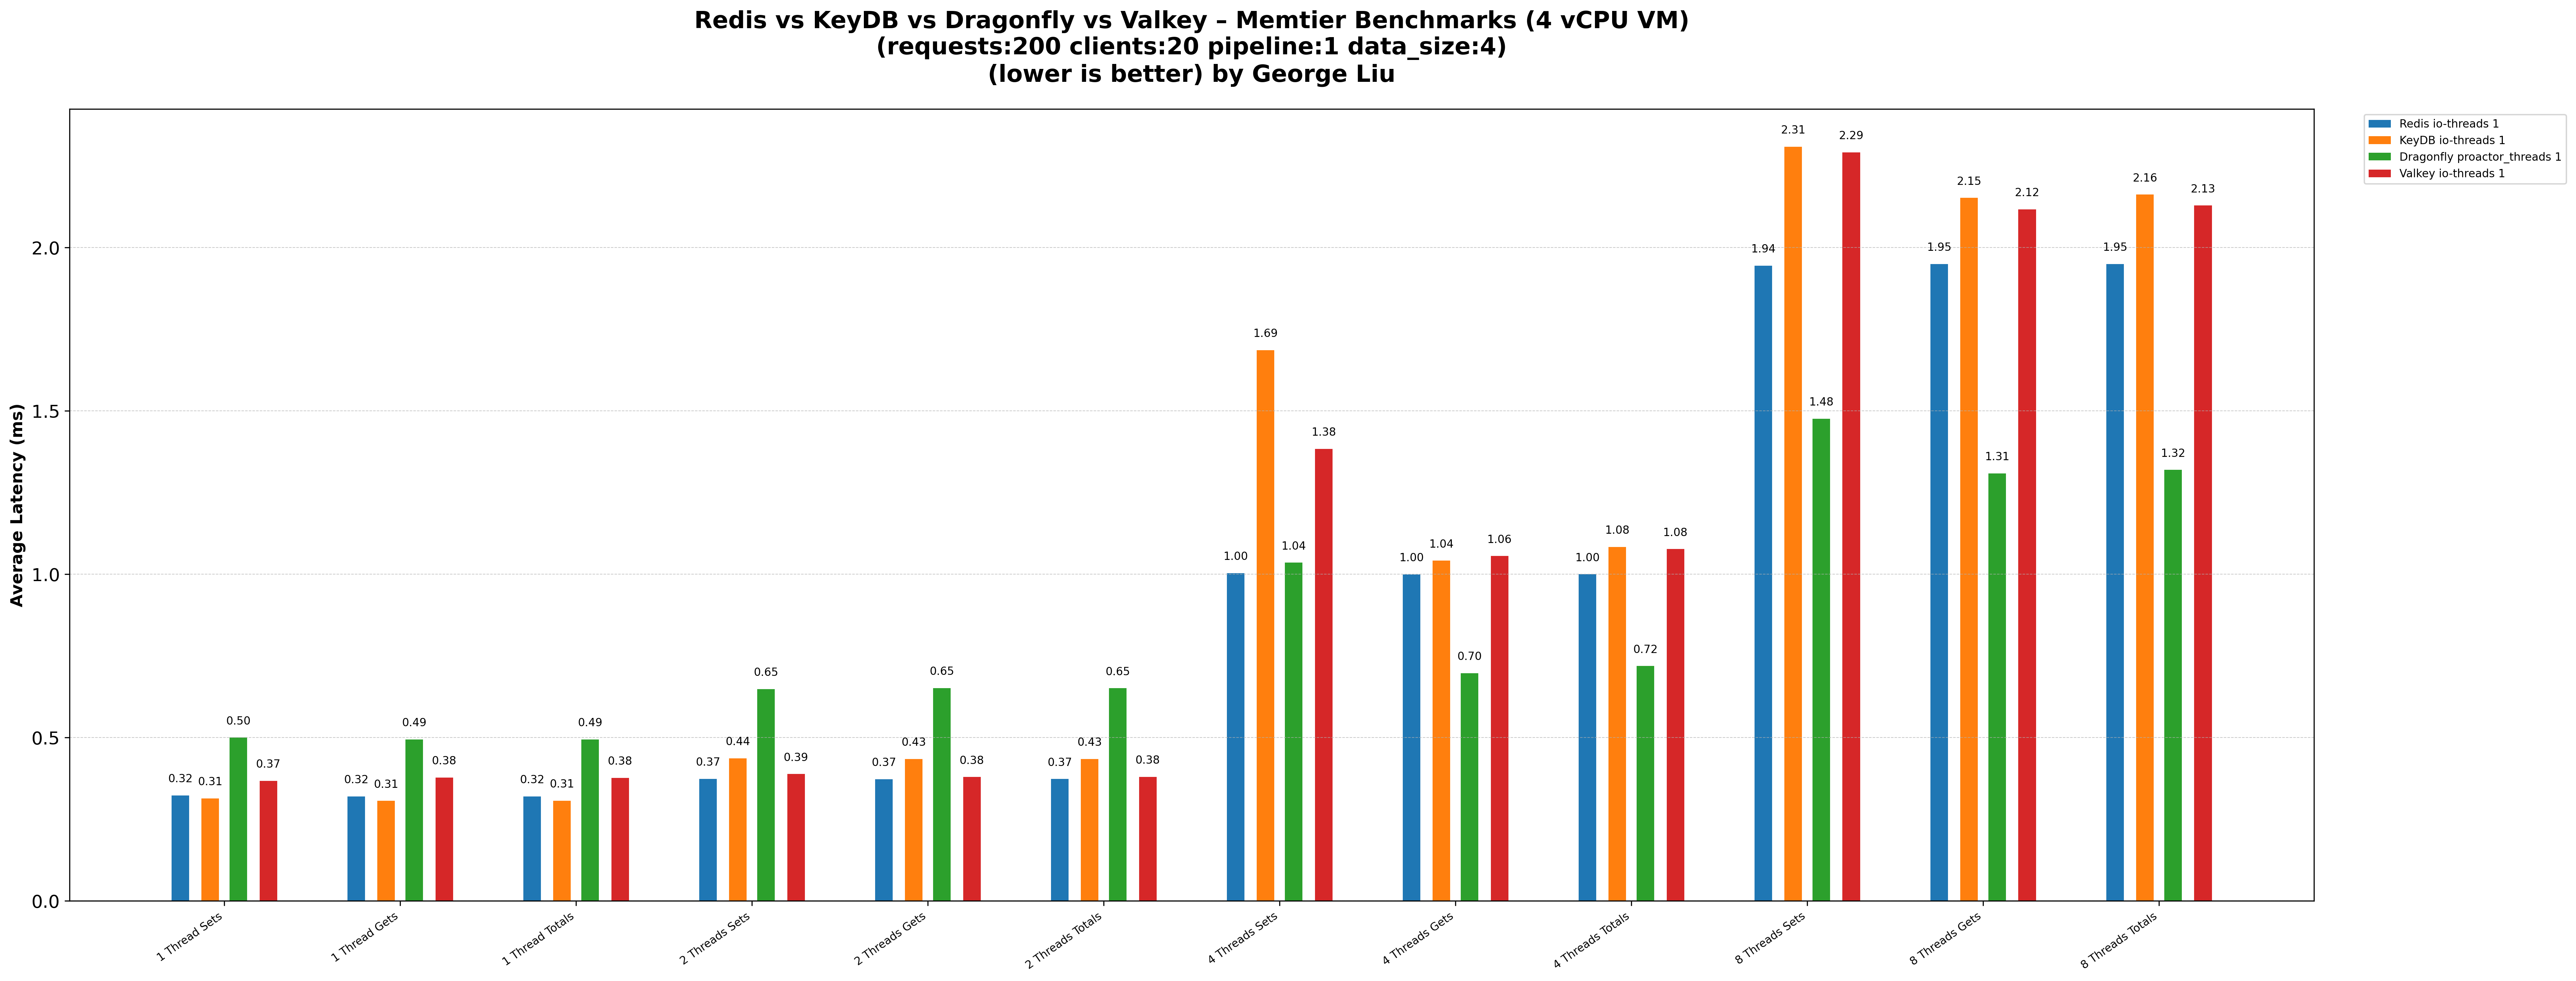 Redis vs KeyDB vs Dragonfly vs Valkey – Memtier Benchmarks (4 vCPU VM)
(requests:200 clients:20 pipeline:1 data_size:4)
(lower is better) by George Liu
Redis io-threads 1
KeyDB io-threads 1
Dragonfly proactor_threads 1
Valkey io-threads 1
Average Latency (ms)
2.0
1.5
1.0
0.5
0.0
0.32 0.31 0.50 0.37
0.32 0.31 0.49 0.38
0.32 0.31 0.49 0.38
0.37 0.44 0.65 0.39
0.37 0.43 0.65 0.38
0.37 0.43 0.65 0.38
1.00 1.69 1.04 1.38
1.00 1.04 0.70 1.06
1.00 1.08 0.72 1.08
1.94 2.31 1.48 2.29
1.95 2.15 1.31 2.12
1.95 2.16 1.32 2.13
1 Thread Sets
1 Thread Gets
1 Thread Totals
2 Threads Sets
2 Threads Gets
2 Threads Totals
4 Threads Sets
4 Threads Gets
4 Threads Totals
8 Threads Sets
8 Threads Gets
8 Threads Totals